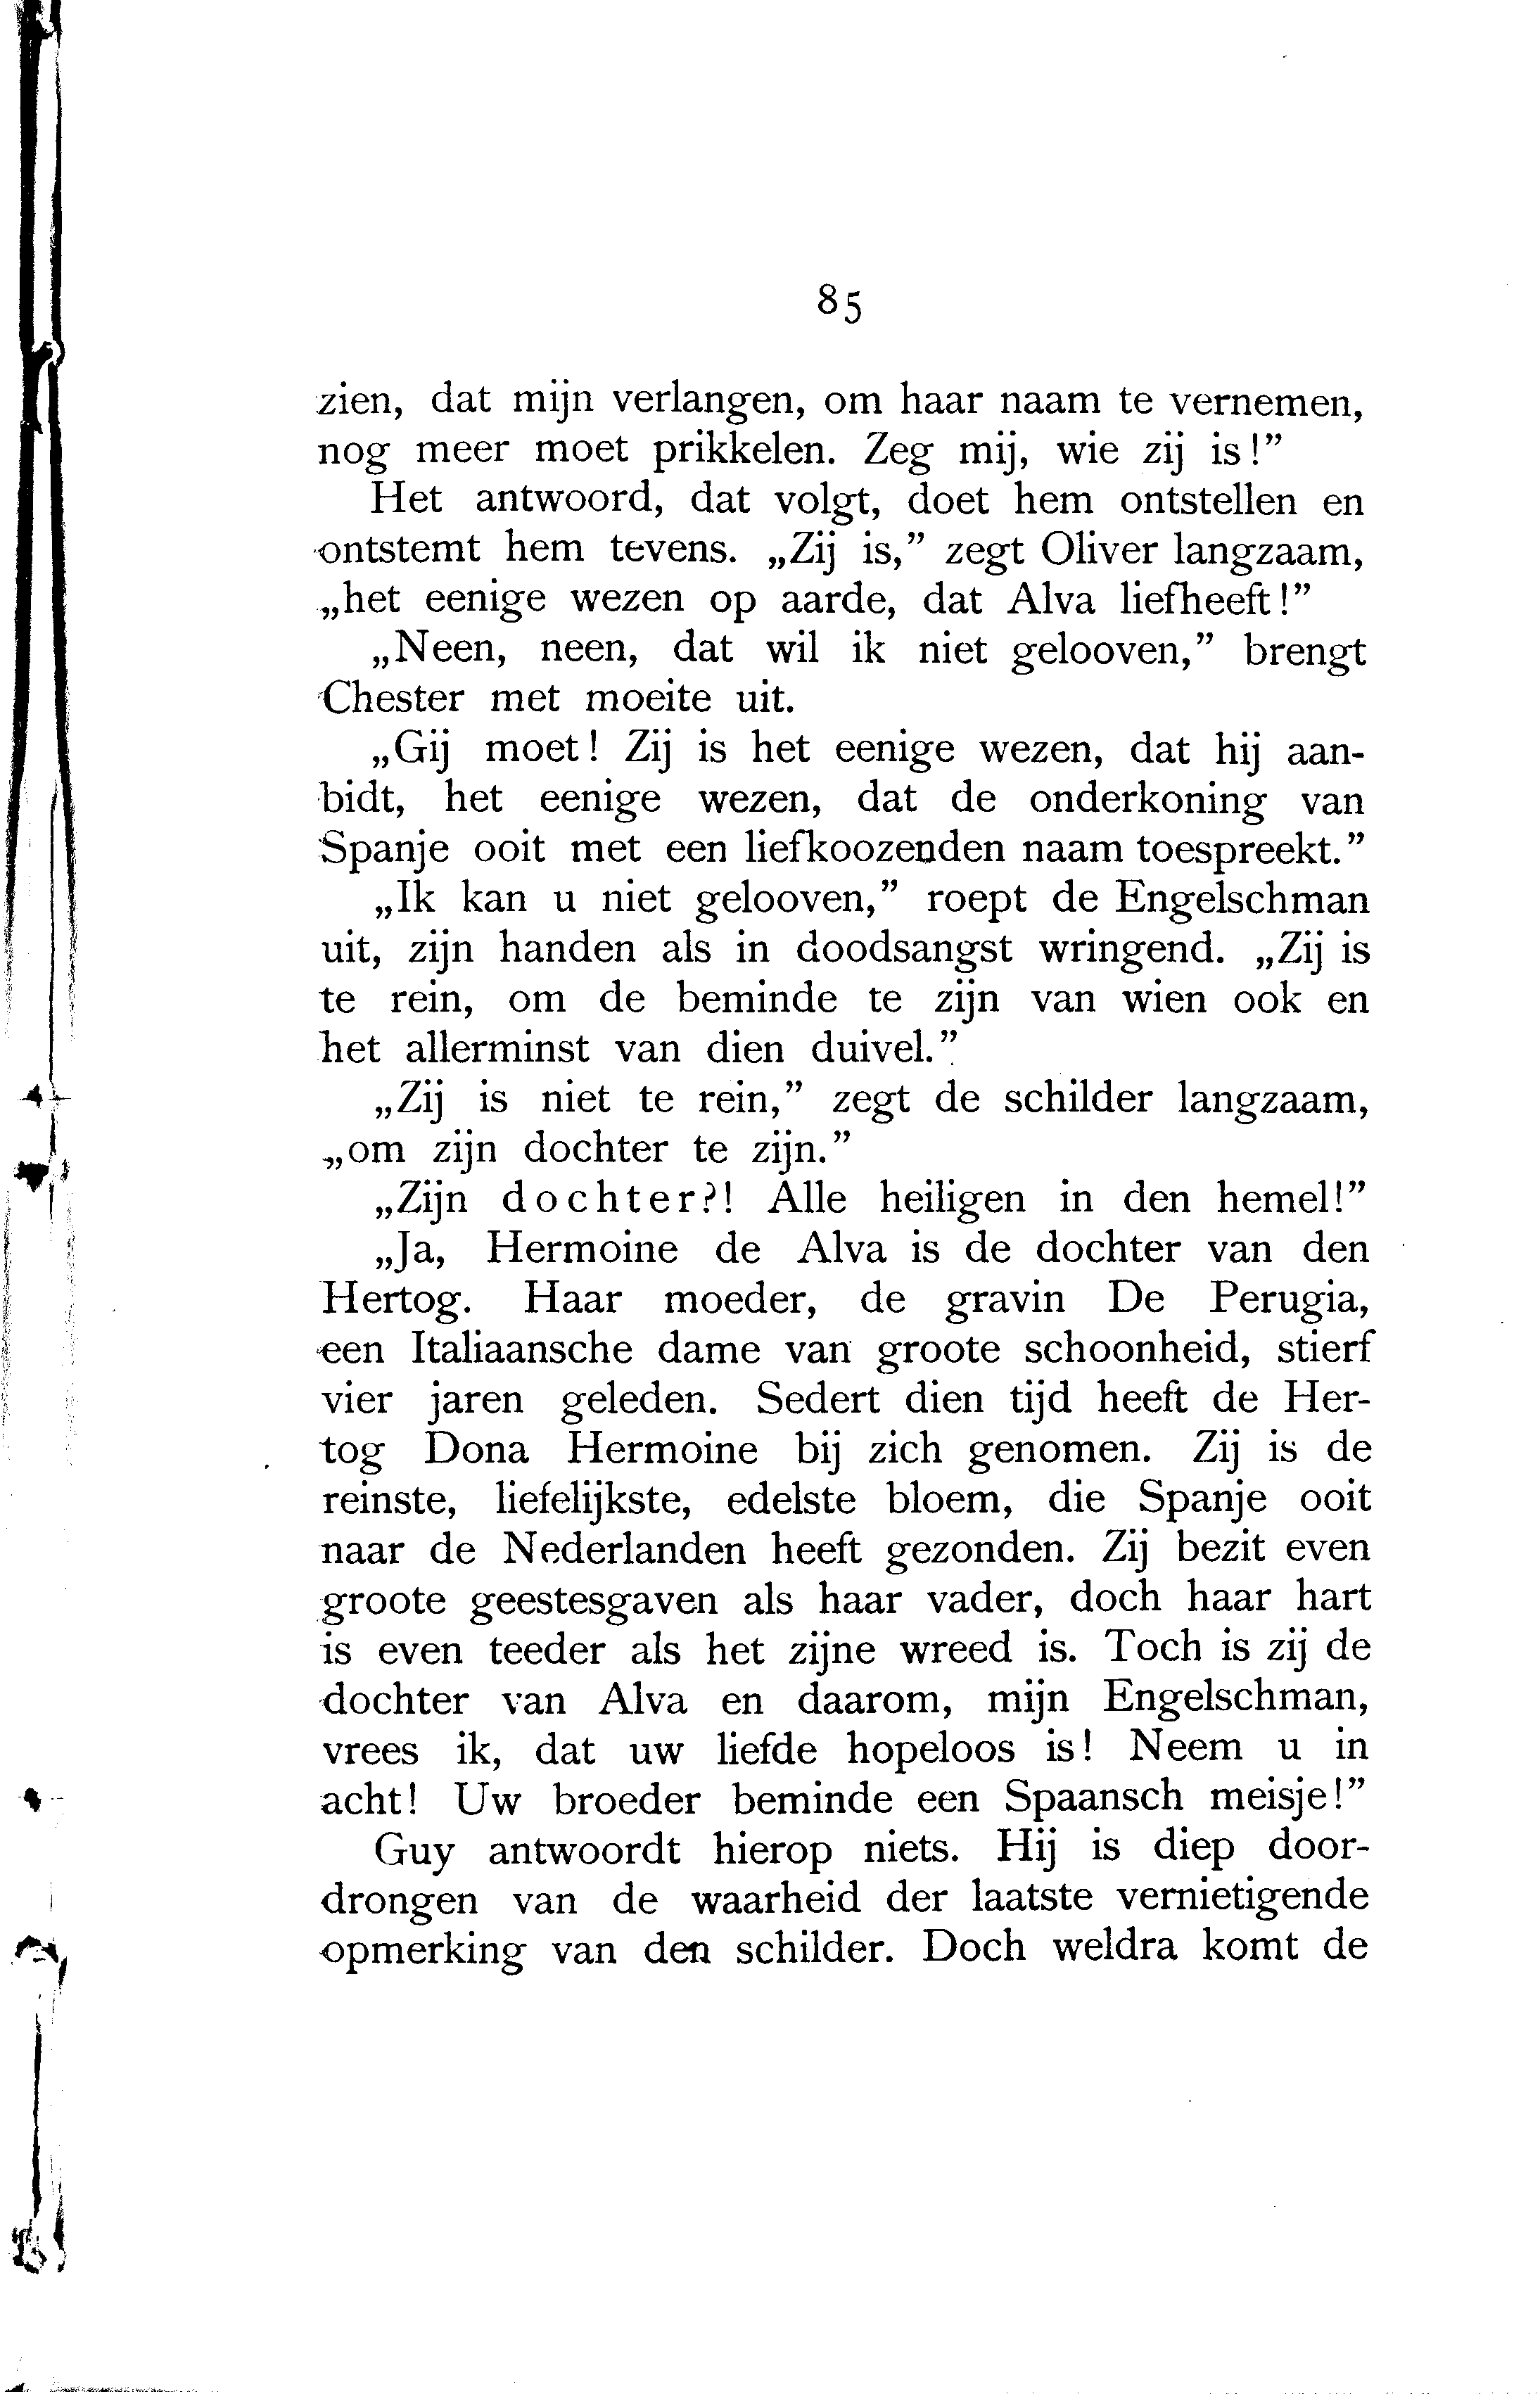 85
zien, dat mijn verlangen, om haar naam te vernemen,
nog meer moet prikkelen. Zeg mij, wie zij is!”
Het antwoord, dat volgt, doet hem ontstellen en
ontstemt hem tevens. „Zij is,” zegt Oliver langzaam,
„het eenige wezen op aarde, dat Alva liefheeft!”
„Neen, neen, dat wil ik niet gelooven,” brengt
Chester met moeite uit.
„Gij moet! Zij is het eenige wezen, dat hij aan-
bidt, het eenige wezen, dat de onderkoning van
Spanje ooit met een liefkoozenden naam toespreekt.”
„Ik kan u niet gelooven,” roept de Engelschman
uit, zijn handen als in doodsangst wringend. „Zij is
te rein, om de beminde te zijn van wien ook en
het allerminst van dien duivel.”
„Zij is niet te rein,” zegt de schilder langzaam,
„om zijn dochter te zijn.”
„Zijn dochter?! Alle heiligen in den hemel!”
„Ja, Hermoine de Alva is de dochter van den
Hertog. Haar moeder, de gravin De Perugia,
een Italiaansche dame van groote schoonheid, stierf
vier jaren geleden. Sedert dien tijd heeft de Her-
tog Dona Hermoine bij zich genomen. Zij is de
reinste, liefelijkste, edelste bloem, die Spanje ooit
naar de Nederlanden heeft gezonden. Zij bezit even
groote geestesgaven als haar vader, doch haar hart
is even teeder als het zijne wreed is. Toch is zij de
dochter van Alva en daarom, mijn Engelschman,
vrees ik, dat uw liefde hopeloos is! Neem u in
acht! Uw broeder beminde een Spaansch meisje!”
Guy antwoordt hierop niets. Hij is diep door-
drongen van de waarheid der laatste vernietigende
opmerking van den schilder. Doch weldra komt de